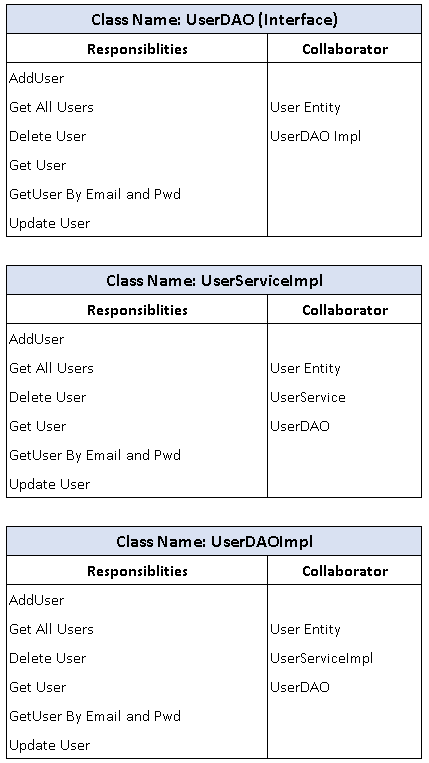 Class Name: UserDAO (Interface)
Responsiblities Collaborator
AddUser
Get All Users User Entity
Delete User UserDAO Impl
Get User
GetUser By Email and Pwd
Update User
Class Name: UserServiceImpl
Responsiblities Collaborator
AddUser
Get All Users User Entity
Delete User UserService
Get User UserDAO
GetUser By Email and Pwd
Update User
Class Name: UserDAOImpl
Responsiblities Collaborator
AddUser
Get All Users User Entity
Delete User UserServiceImpl
Get User UserDAO
GetUser By Email and Pwd
Update User